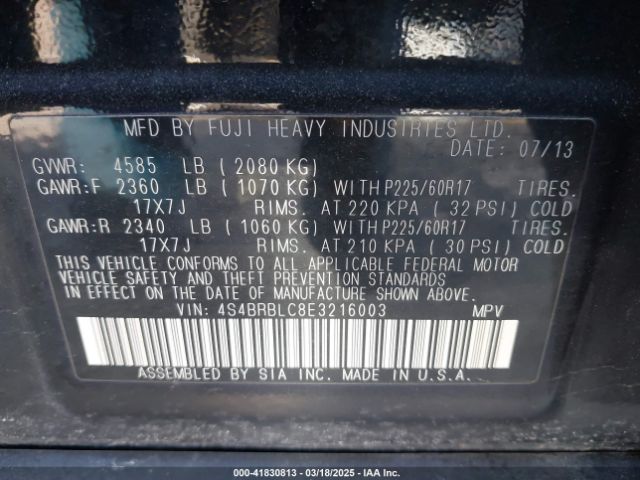 MFD BY FUJI HEAVY INDUSTRIES LTD.
DATE: 07/13
GVWR: 4585 LB (2080 KG)
GAWR:F 2360 LB (1070 KG) WITH P225/60R17 TIRES.
17X7J RIMS. AT 220 KPA (32 PSI) COLD
GAWR:R 2340 LB (1060 KG) WITH P225/60R17 TIRES.
17X7J RIMS. AT 210 KPA (30 PSI) COLD
THIS VEHICLE CONFORMS TO ALL APPLICABLE FEDERAL MOTOR
VEHICLE SAFETY AND THEFT PREVENTION STANDARDS
IN EFFECT ON THE DATE OF MANUFACTURE SHOWN ABOVE.
VIN: 4S4BRBLC8E3216003 MPV
ASSEMBLED BY SIA INC. MADE IN U.S.A.
000-41830813 — 03/18/2025 — IAA Inc.